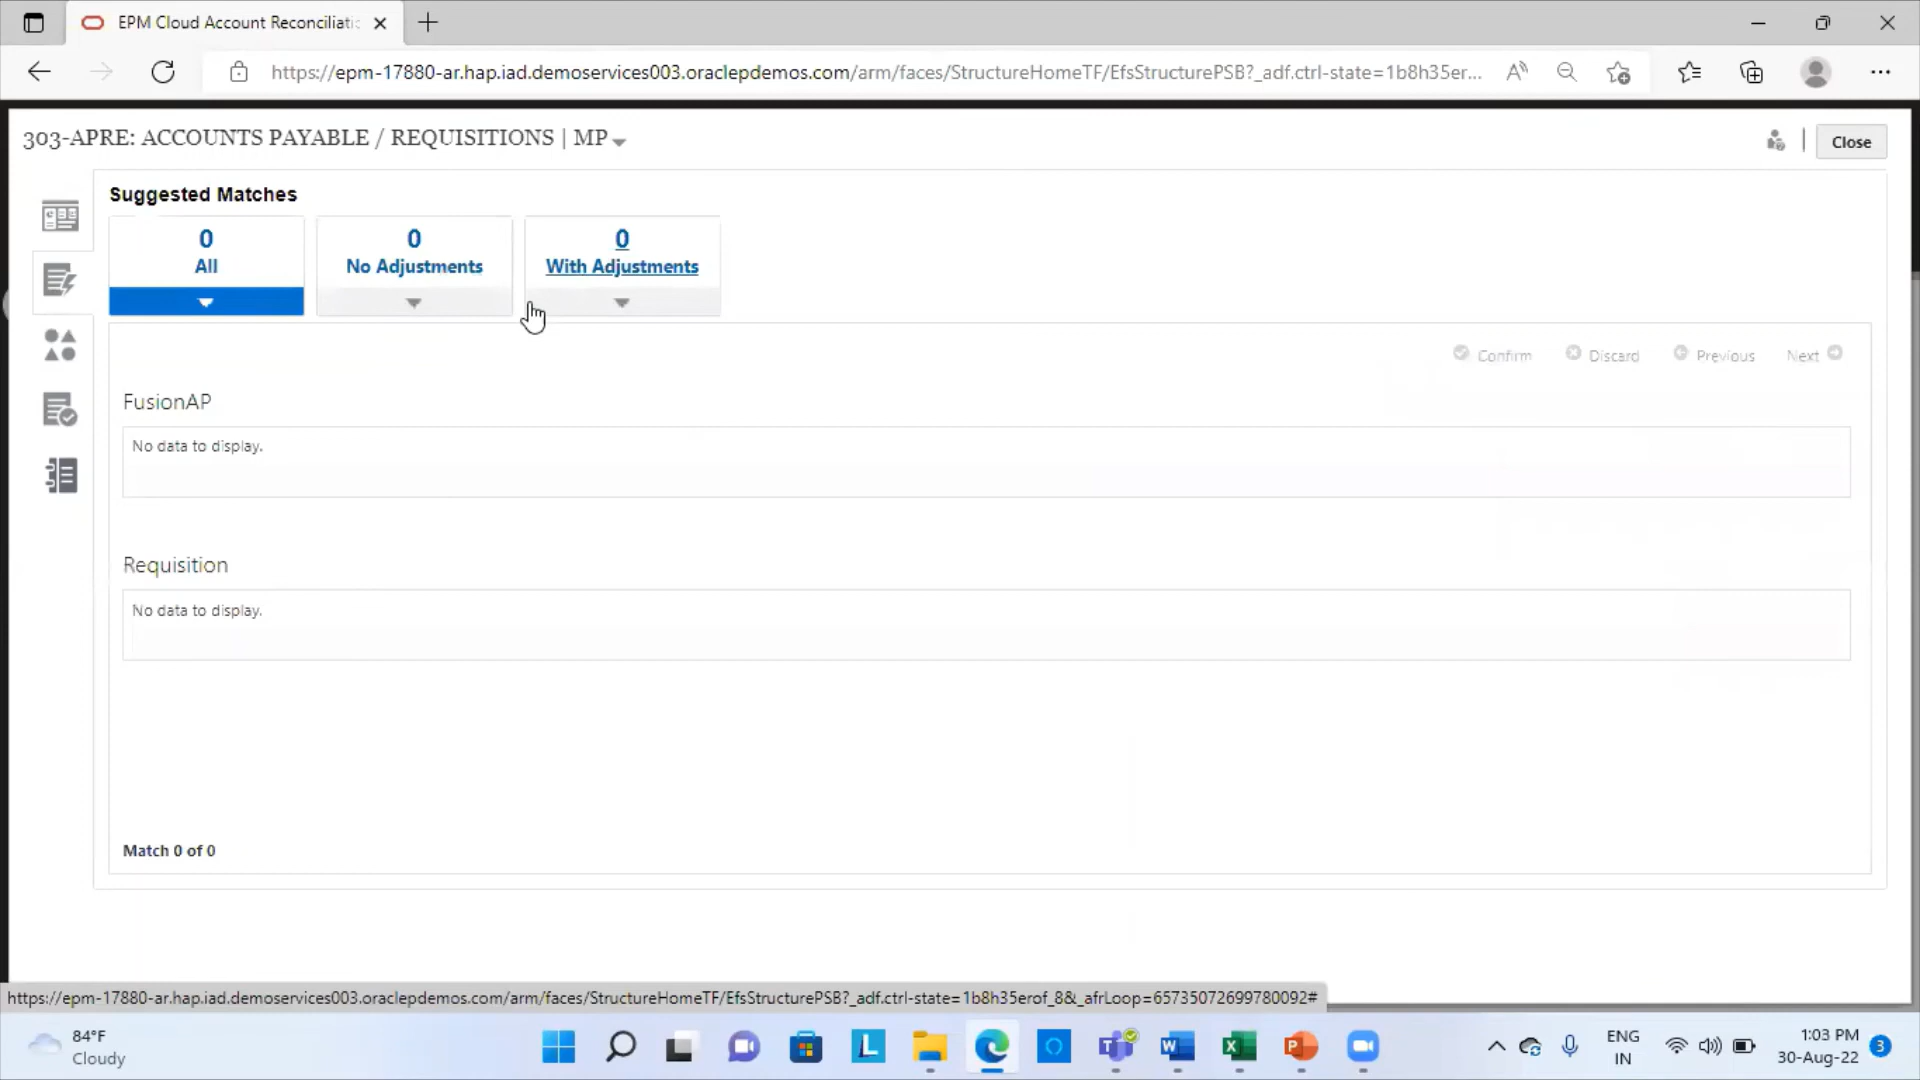 EPM Cloud Account Reconciliatic
https://epm-17880-ar.hap.iad.demoservices003.oraclepdemos.com/arm/faces/StructureHomeTF/EfsStructurePSB?_adf.ctrl-state=1b8h35er...
303-APRE: ACCOUNTS PAYABLE / REQUISITIONS | MP
Close
Suggested Matches
0
All
0
No Adjustments
0
With Adjustments
Confirm
Discard
Previous
Next
FusionAP
No data to display.
Requisition
No data to display.
Match 0 of 0
https://epm-17880-ar.hap.iad.demoservices003.oraclepdemos.com/arm/faces/StructureHomeTF/EfsStructurePSB?_adf.ctrl-state=1b8h35erof_8&_afrLoop=65735072699780092#
84°F
Cloudy
ENG
IN
1:03 PM
30-Aug-22
3